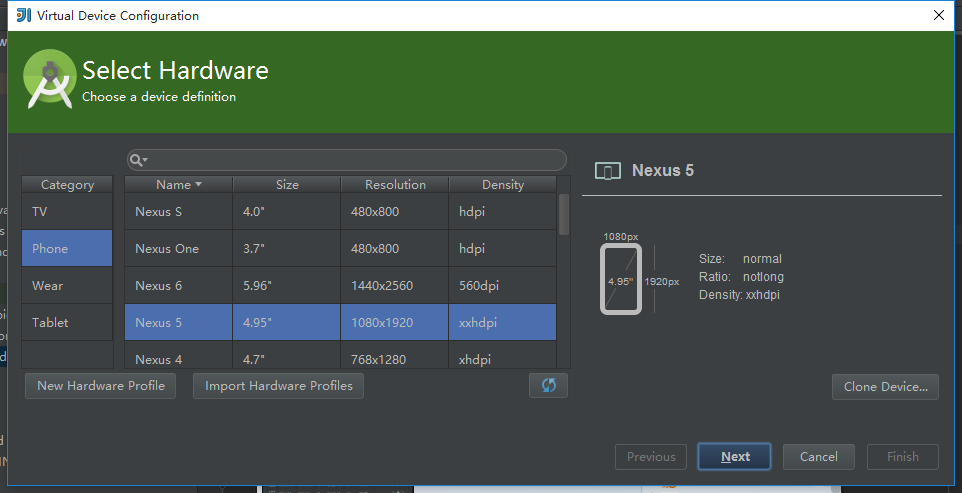 Virtual Device Configuration
Select Hardware
Choose a device definition
Category
TV
Phone
Wear
Tablet
Name Size Resolution Density
Nexus S 4.0" 480x800 hdpi
Nexus One 3.7" 480x800 hdpi
Nexus 6 5.96" 1440x2560 560dpi
Nexus 5 4.95" 1080x1920 xxhdpi
Nexus 4 4.7" 768x1280 xhdpi
New Hardware Profile Import Hardware Profiles
Nexus 5
1080px
4.95"
1920px
Size: normal
Ratio: notlong
Density: xxhdpi
Clone Device...
Previous Next Cancel Finish